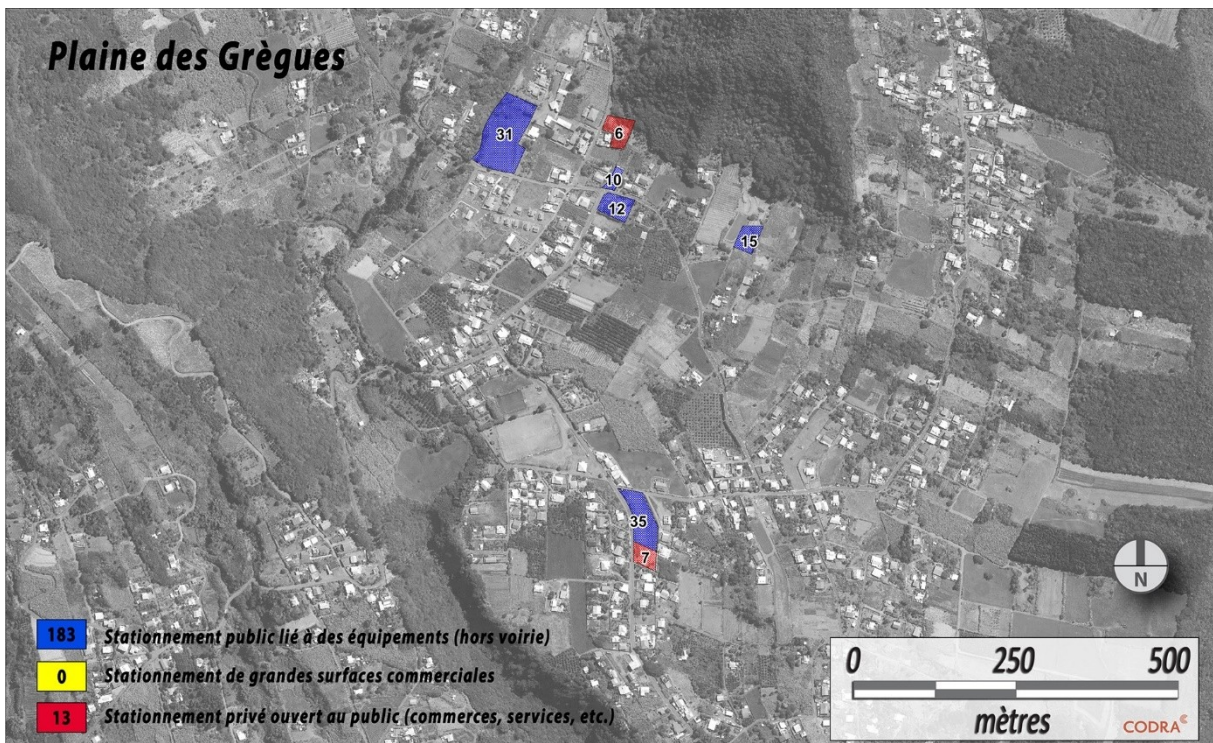 Plaine des Grègues
31
6
10
12
15
35
7
N
183 Stationnement public lié à des équipements (hors voirie)
0 Stationnement de grandes surfaces commerciales
13 Stationnement privé ouvert au public (commerces, services, etc.)
0 250 500
mètres
CODRA